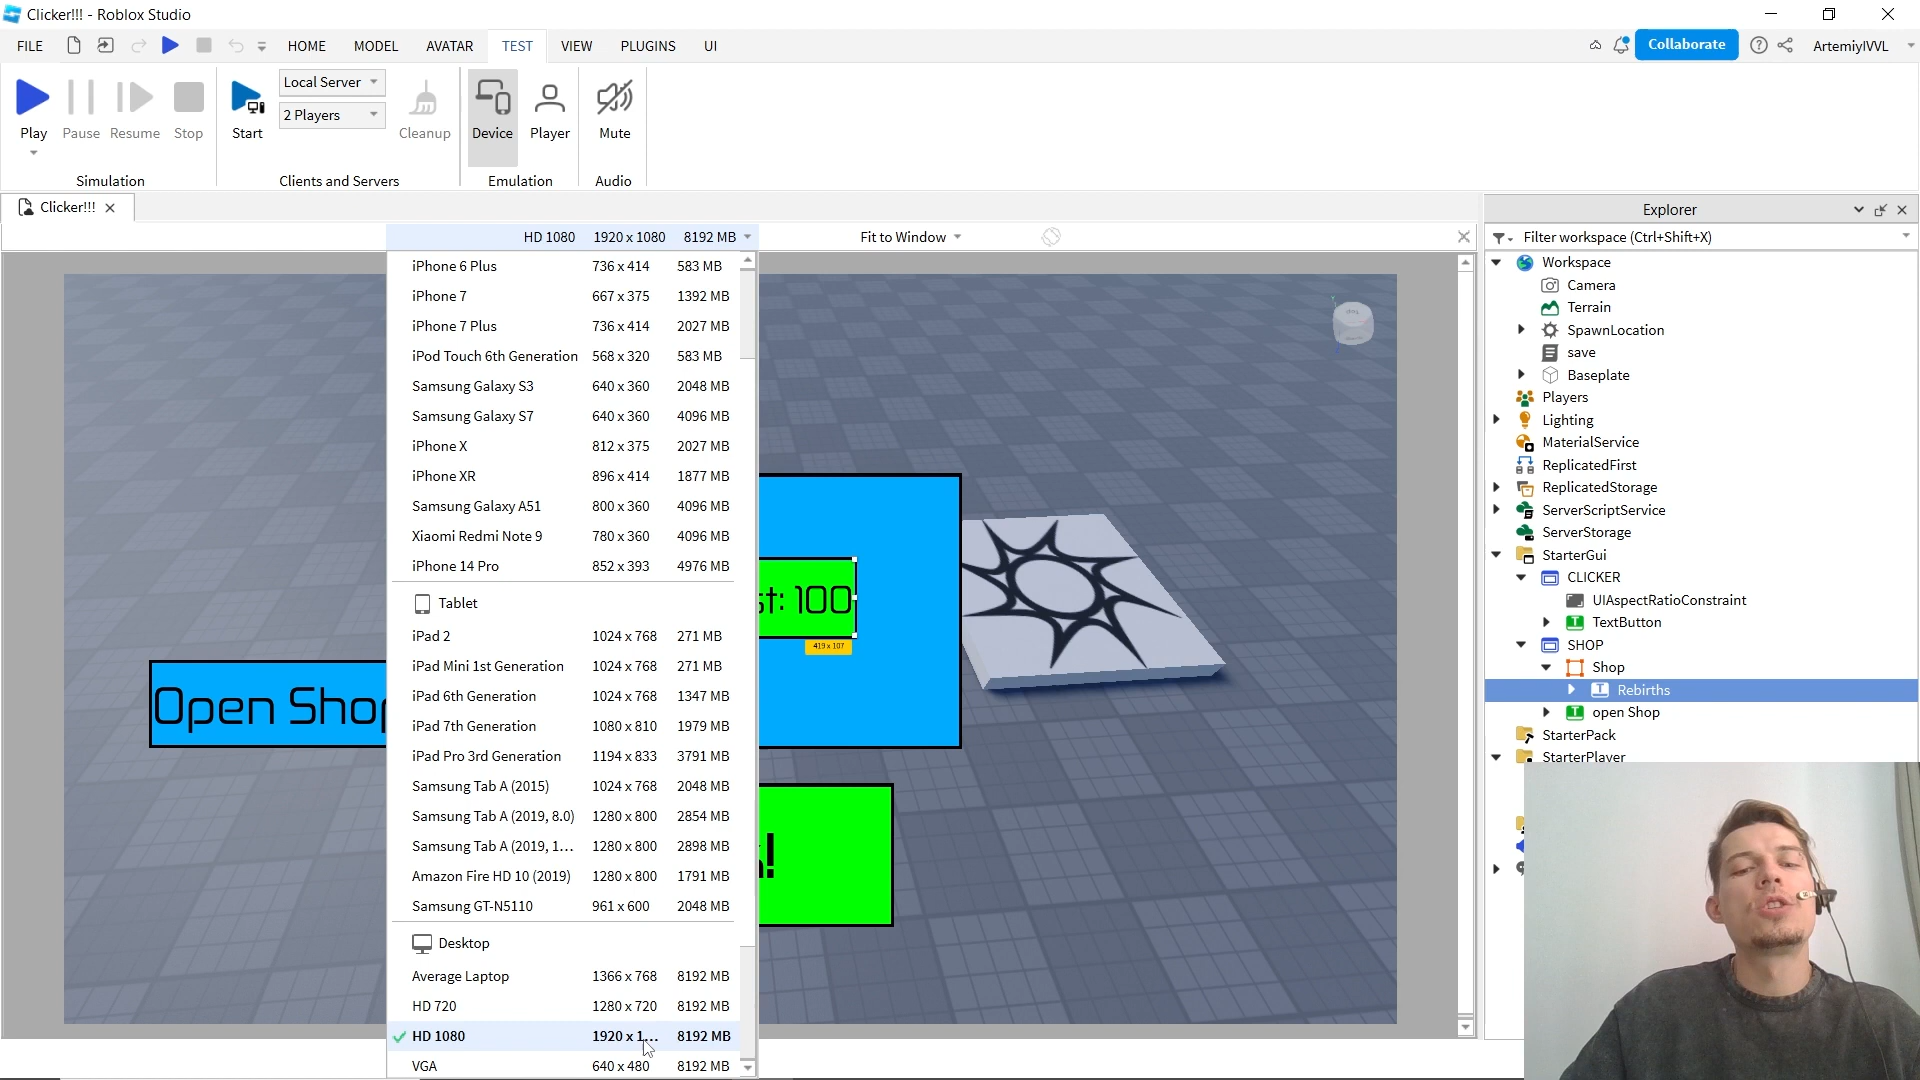 Clicker!!! - Roblox Studio
FILE HOME MODEL AVATAR TEST VIEW PLUGINS UI Collaborate ArtemiyIVVL
Play Pause Resume Stop
Simulation
Start
Local Server
2 Players
Cleanup
Clients and Servers
Device Player
Emulation
Mute
Audio
Clicker!!!
HD 1080 1920 x 1080 8192 MB
Fit to Window
iPhone 6 Plus 736 x 414 583 MB
iPhone 7 667 x 375 1392 MB
iPhone 7 Plus 736 x 414 2027 MB
iPod Touch 6th Generation 568 x 320 583 MB
Samsung Galaxy S3 640 x 360 2048 MB
Samsung Galaxy S7 640 x 360 4096 MB
iPhone X 812 x 375 2027 MB
iPhone XR 896 x 414 1877 MB
Samsung Galaxy A51 800 x 360 4096 MB
Xiaomi Redmi Note 9 780 x 360 4096 MB
iPhone 14 Pro 852 x 393 4976 MB
Tablet
iPad 2 1024 x 768 271 MB
iPad Mini 1st Generation 1024 x 768 271 MB
iPad 6th Generation 1024 x 768 1347 MB
iPad 7th Generation 1080 x 810 1979 MB
iPad Pro 3rd Generation 1194 x 833 3791 MB
Samsung Tab A (2015) 1024 x 768 2048 MB
Samsung Tab A (2019, 8.0) 1280 x 800 2854 MB
Samsung Tab A (2019, 1... 1280 x 800 2898 MB
Amazon Fire HD 10 (2019) 1280 x 800 1791 MB
Samsung GT-N5110 961 x 600 2048 MB
Desktop
Average Laptop 1366 x 768 8192 MB
HD 720 1280 x 720 8192 MB
HD 1080 1920 x 1... 8192 MB
VGA 640 x 480 8192 MB
Open Shop
st: 100
419 x 107
!
Explorer
Filter workspace (Ctrl+Shift+X)
Workspace
Camera
Terrain
SpawnLocation
save
Baseplate
Players
Lighting
MaterialService
ReplicatedFirst
ReplicatedStorage
ServerScriptService
ServerStorage
StarterGui
CLICKER
UIAspectRatioConstraint
TextButton
SHOP
Shop
Rebirths
open Shop
StarterPack
StarterPlayer